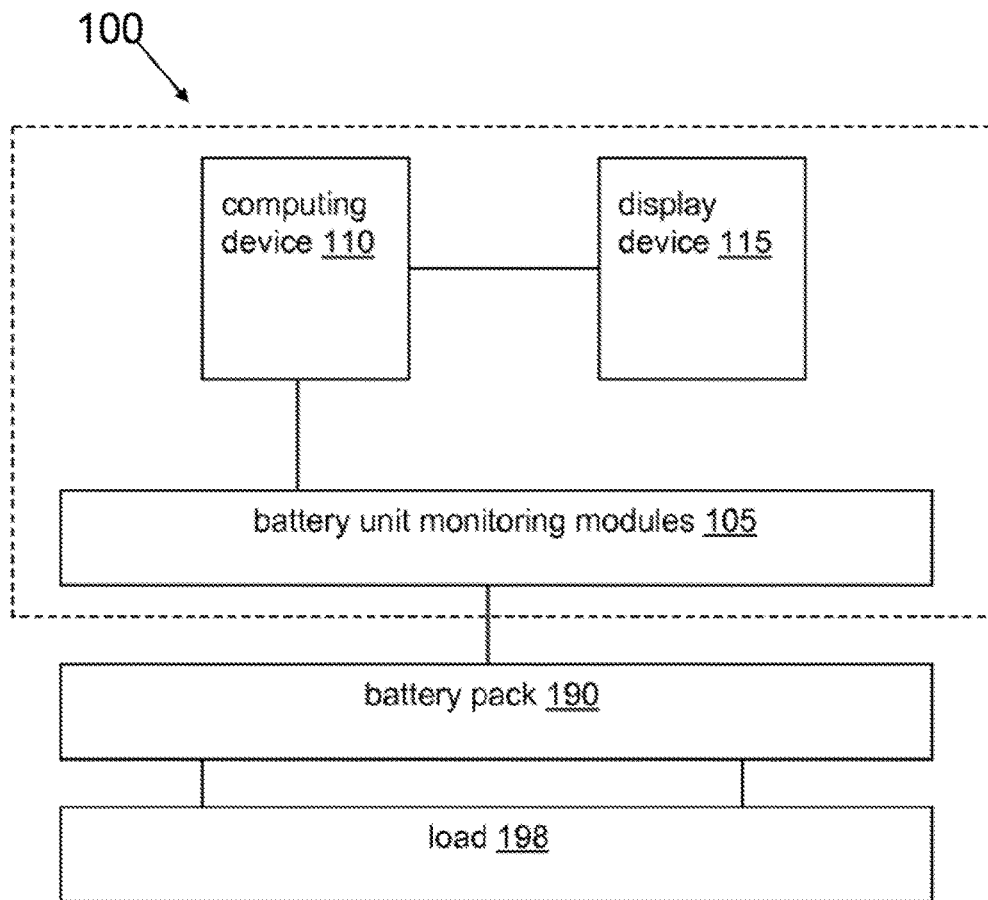 100
computing
device 110
display
device 115
battery unit monitoring modules 105
battery pack 190
load 198